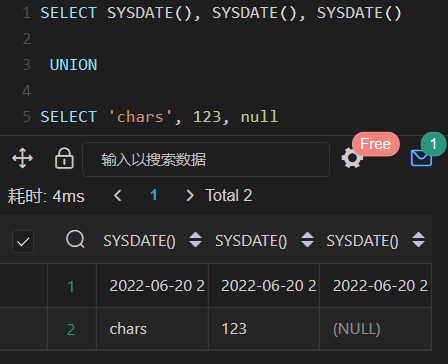 1 SELECT SYSDATE(), SYSDATE(), SYSDATE()
2
3 UNION
4
5 SELECT 'chars', 123, null
输入以搜索数据 Free 1
耗时: 4ms 1 Total 2
SYSDATE() SYSDATE() SYSDATE()
1 2022-06-20 2 2022-06-20 2 2022-06-20 2
2 chars 123 (NULL)